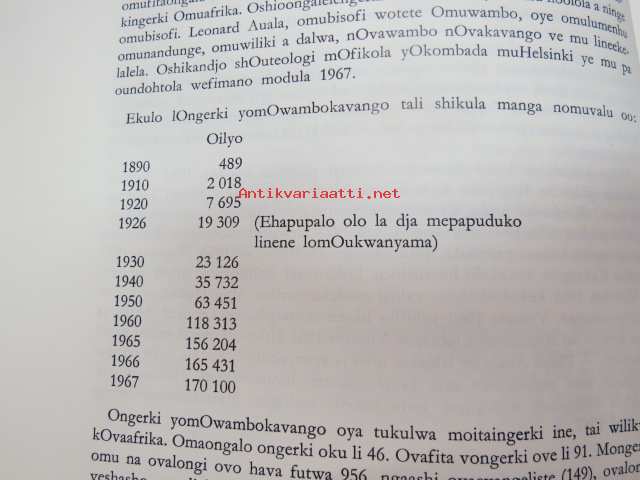 kingerki Omuafrika.
omubisofi. Leonard Auala, omubisofi wotete Omuwambo, oye omulumenhu
omunandunge, omuwiliki a dalwa, nOvawambo nOvakavango ve mu lineeke,
lalela. Oshikandjo shOuteologi mOfikola yOkombada muHelsinki ye mu pa
oundohtola wefimano modula 1967.
Ekulo lOngerki yomOwambokavango tali shikula manga nomuvalu oo:
Oilyo
1890 489
1910 2 018
Antikvariaatti.net
1920 7 695
1926 19 309 (Ehapupalo olo la dja mepapuduko
linene lomOukwanyama)
1930 23 126
1940 35 732
1950 63 451
1960 118 313
1965 156 204
1966 165 431
1967 170 100
Ongerki yomOwambokavango oya tukulwa moitaingerki ine, tai wilik
kOvaafrika. Omaongalo ongerki oku li 46. Ovafita vongerki ove li 91.
omu na ovalongi ovo hava futwa 956, (149),